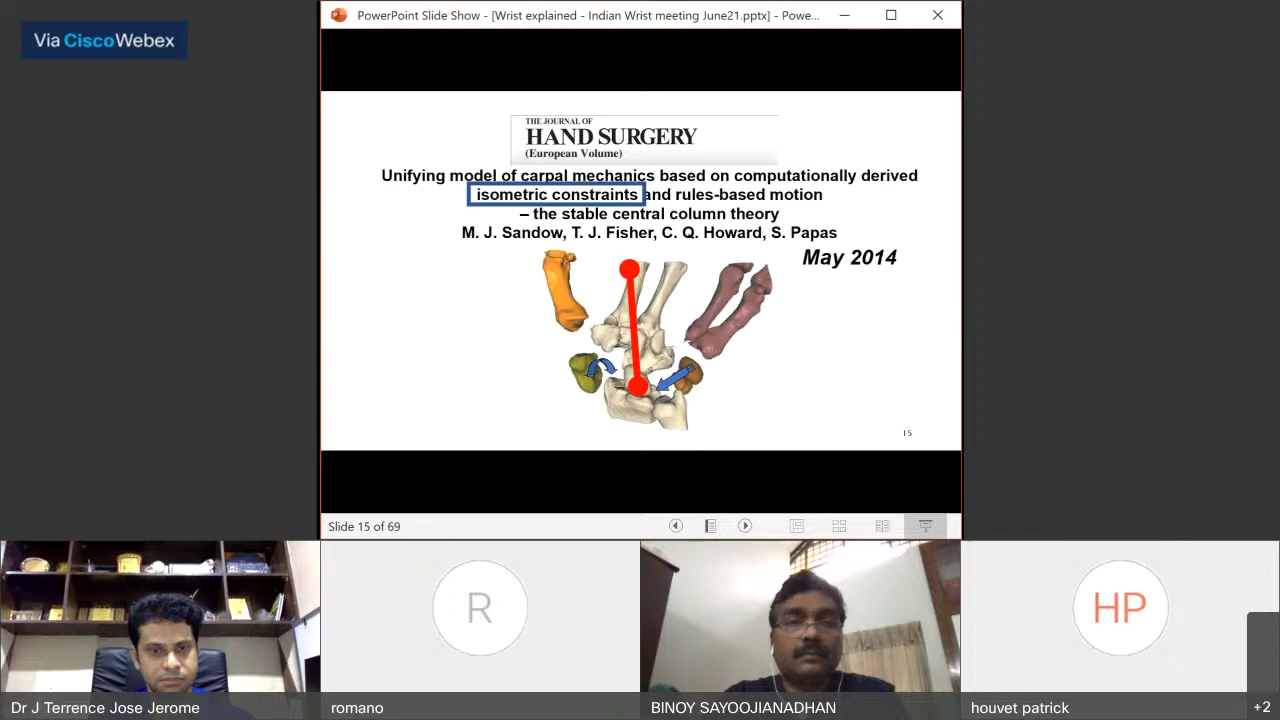 PowerPoint Slide Show - [Wrist explained - Indian Wrist meeting June21.pptx] - Powe...
Via Cisco Webex
THE JOURNAL OF
HAND SURGERY
(European Volume)
Unifying model of carpal mechanics based on computationally derived
isometric constraints and rules-based motion
– the stable central column theory
M. J. Sandow, T. J. Fisher, C. Q. Howard, S. Papas
May 2014
15
Slide 15 of 69
R
HP
Dr J Terrence Jose Jerome
romano
BINOY SAYOOJIANADHAN
houvet patrick
+2